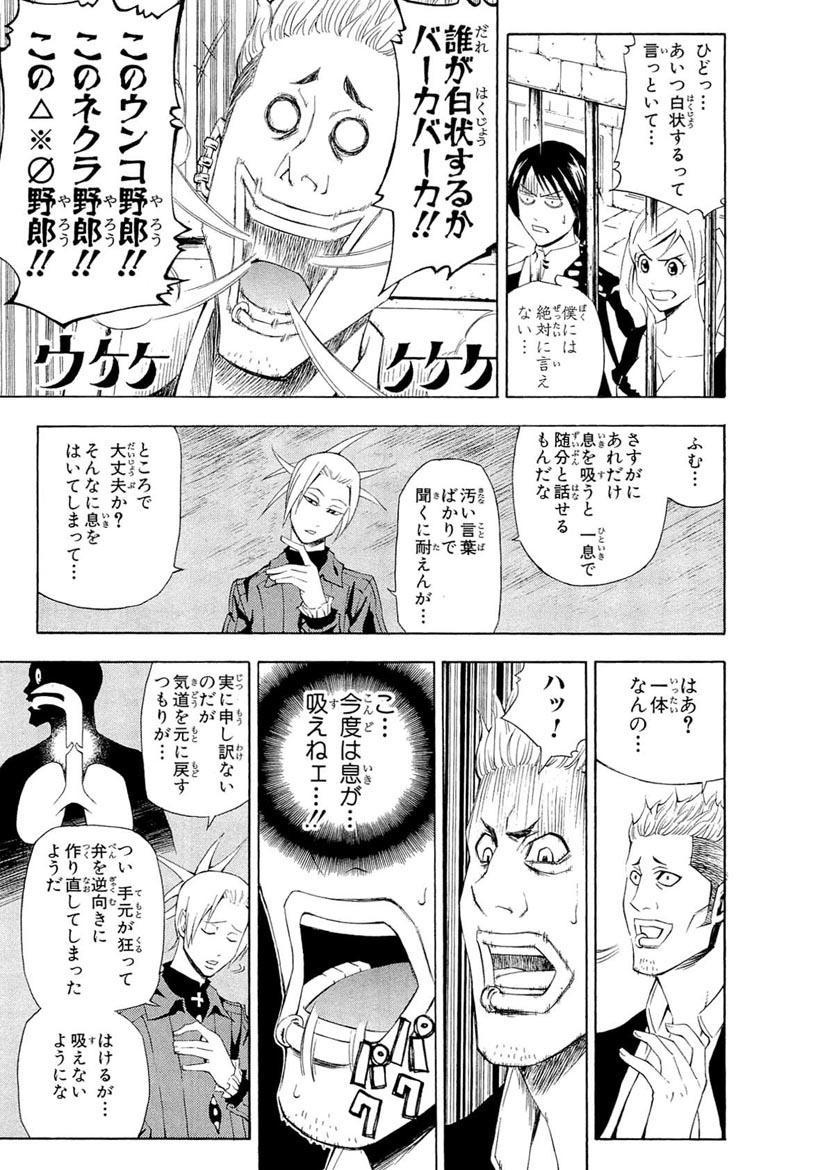 ひどっ…
あいつ白状するって
言っといて…
僕には
絶対に言え
ない…
誰が白状するか
バーカバーカ!!
このウンコ野郎!!
このネクラ野郎!!
この△※∅野郎!!
ケケケ
ウケケ
ふむ…
さすがに
あれだけ
息を吸うと一息で
随分と話せる
もんだな
汚い言葉
ばかりで
聞くに耐えんが…
ところで
大丈夫か?
そんなに息を
はいてしまって…
はあ?
一体
なんの…
ハッ!
こ…
今度は息が…
吸えねェ…!!
パク
パク
実に申し訳ない
のだが
気道を元に戻す
つもりが…
つい手元が狂って
弁を逆向きに
作り直してしまった
ようだ
はけるが…
吸えない
ようにな